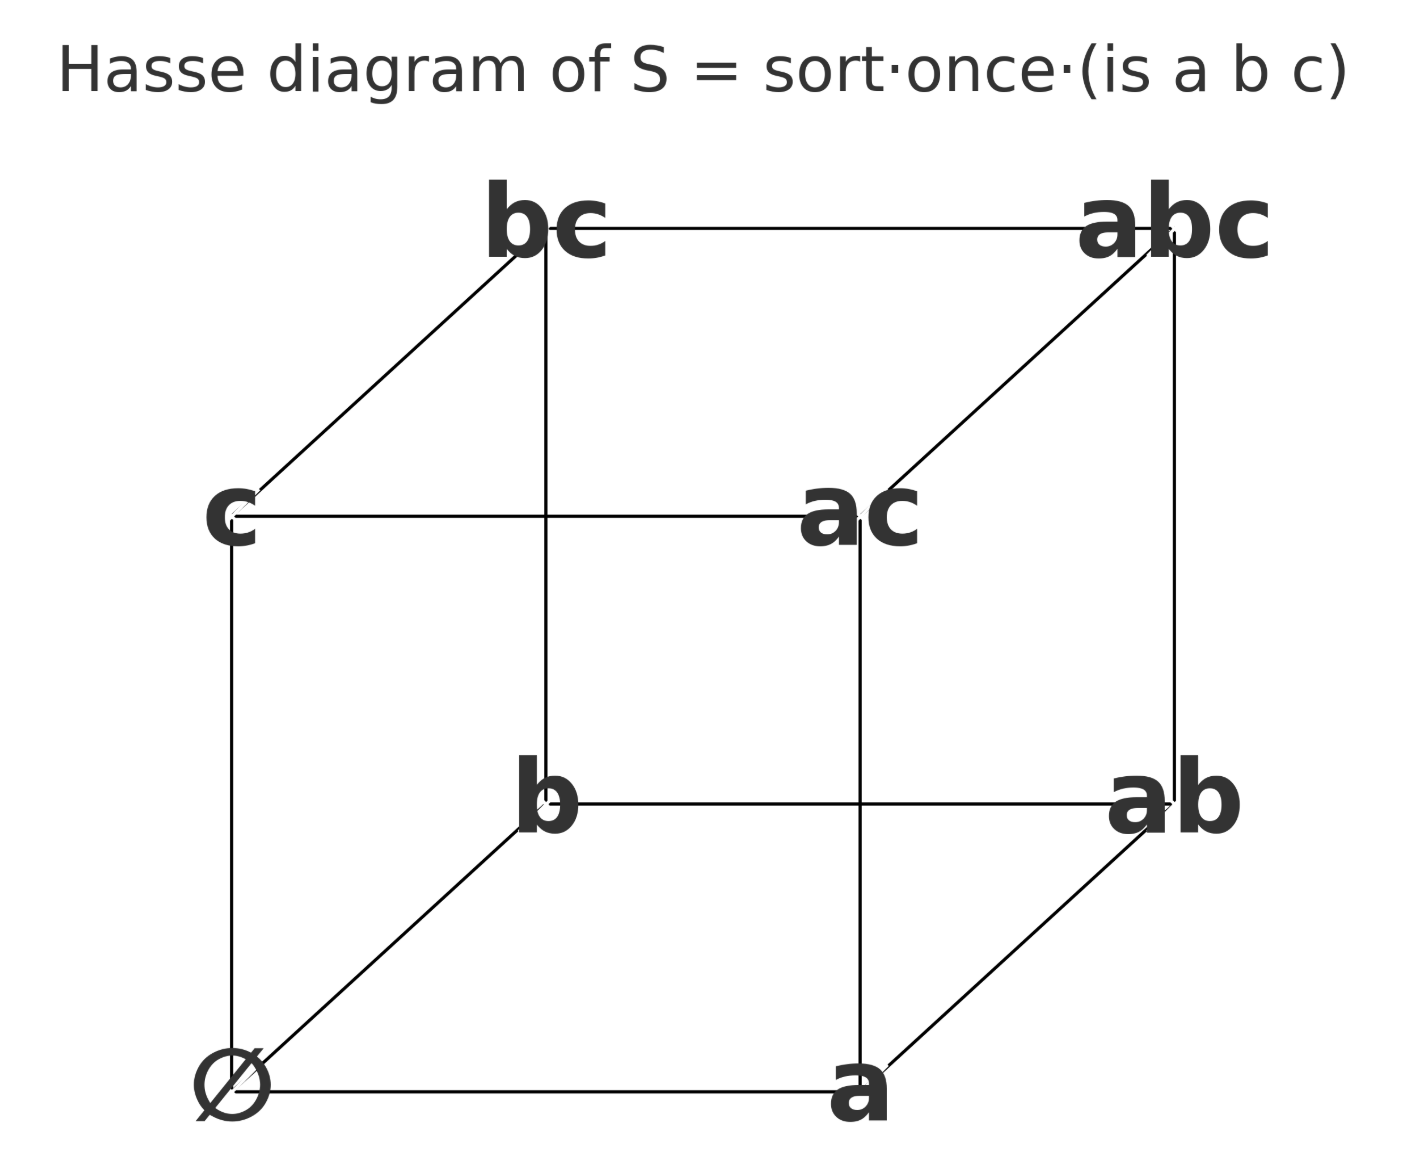 Hasse diagram of S = sort·once·(is a b c)
bc abc
c ac
b ab
Ø a